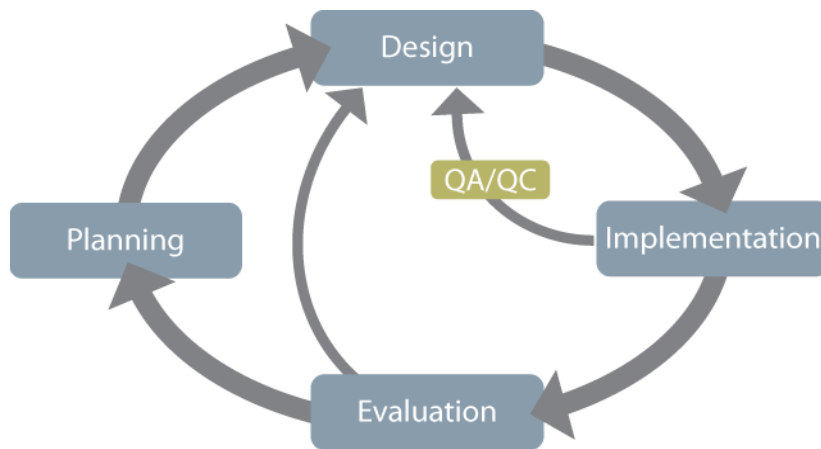 Design
QA/QC
Planning
Implementation
Evaluation